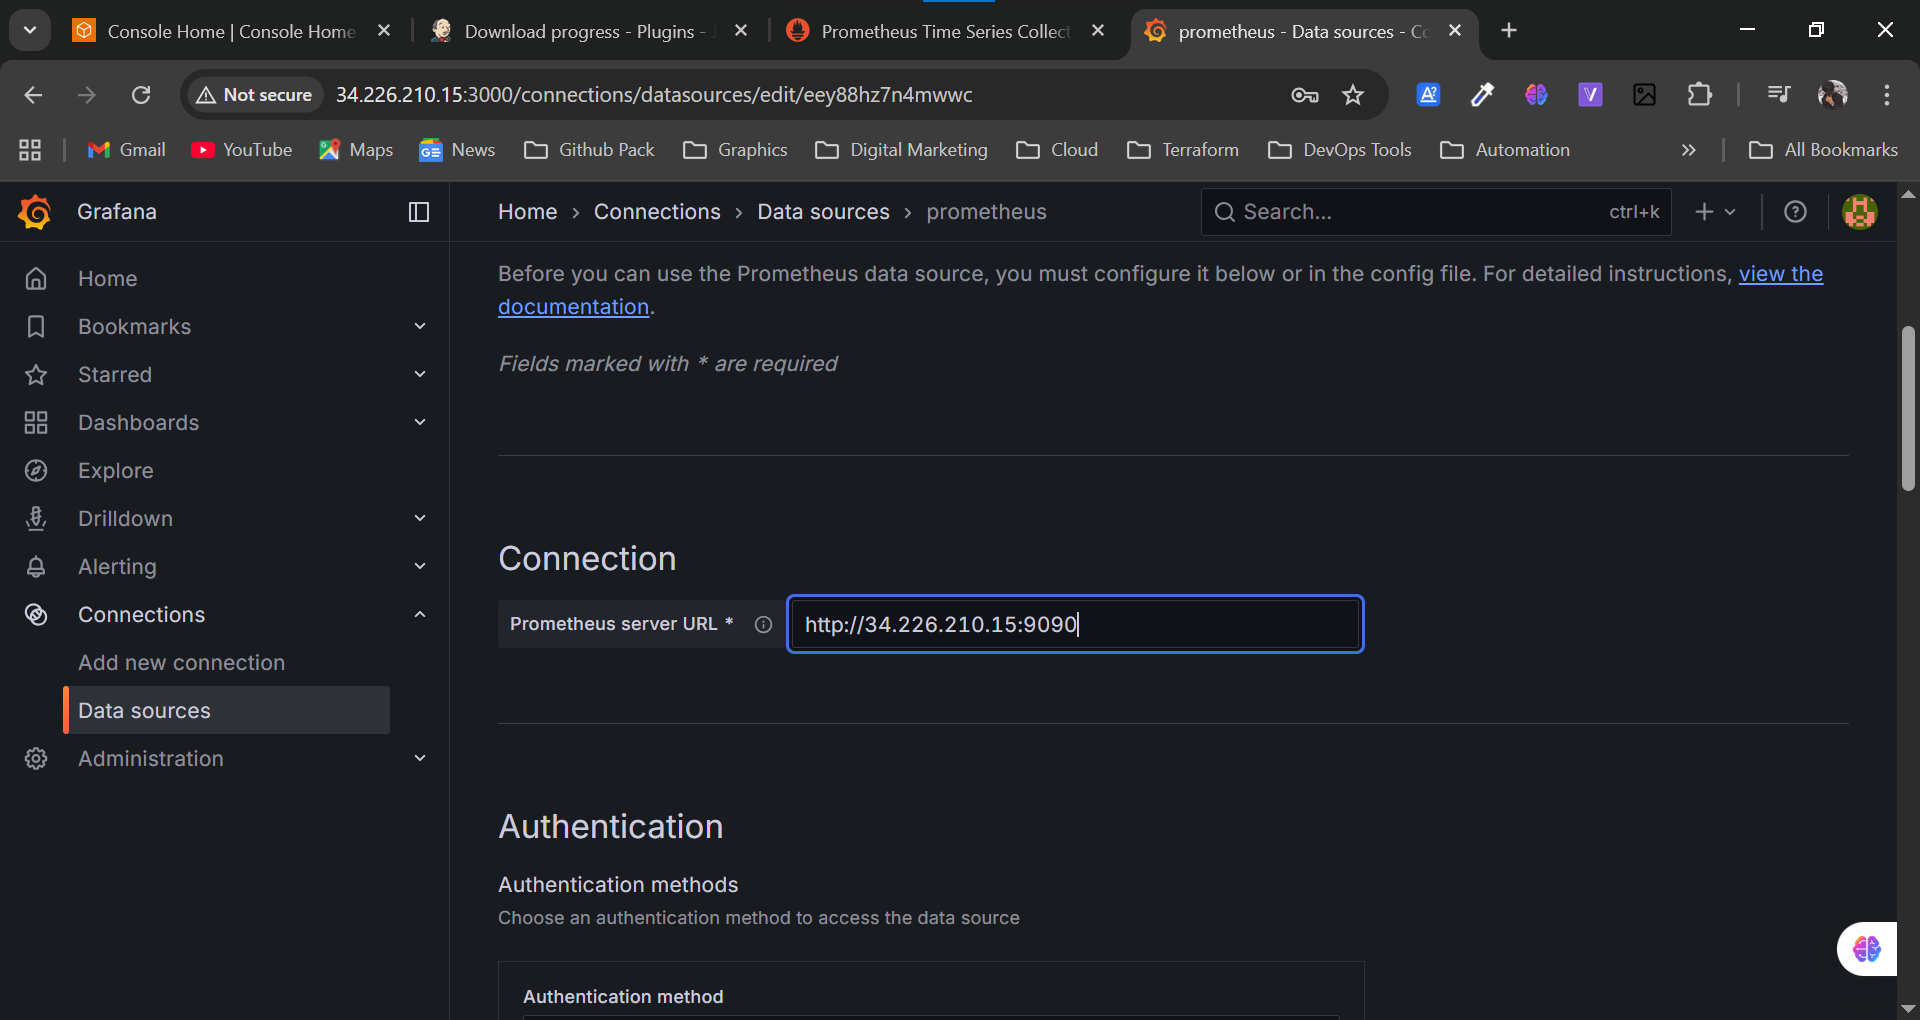 Console Home | Console Home
Download progress - Plugins -
Prometheus Time Series Collect
prometheus - Data sources - Co
Not secure
34.226.210.15:3000/connections/datasources/edit/eey88hz7n4mwwc
Gmail
YouTube
Maps
News
Github Pack
Graphics
Digital Marketing
Cloud
Terraform
DevOps Tools
Automation
All Bookmarks
Grafana
Home › Connections › Data sources › prometheus
Search...
ctrl+k
Home
Bookmarks
Starred
Dashboards
Explore
Drilldown
Alerting
Connections
Add new connection
Data sources
Administration
Before you can use the Prometheus data source, you must configure it below or in the config file. For detailed instructions, view the
documentation.
Fields marked with * are required
Connection
Prometheus server URL *
http://34.226.210.15:9090
Authentication
Authentication methods
Choose an authentication method to access the data source
Authentication method